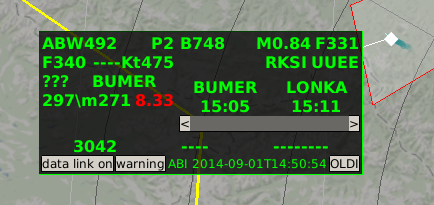 ABW492 P2 B748 M0.84 F331
F340 ----Kt475 RKSI UUEE
??? BUMER BUMER LONKA
297\m271 8.33 15:05 15:11
< >
3042 ---- --------
data link on warning ABI 2014-09-01T14:50:54 OLDI